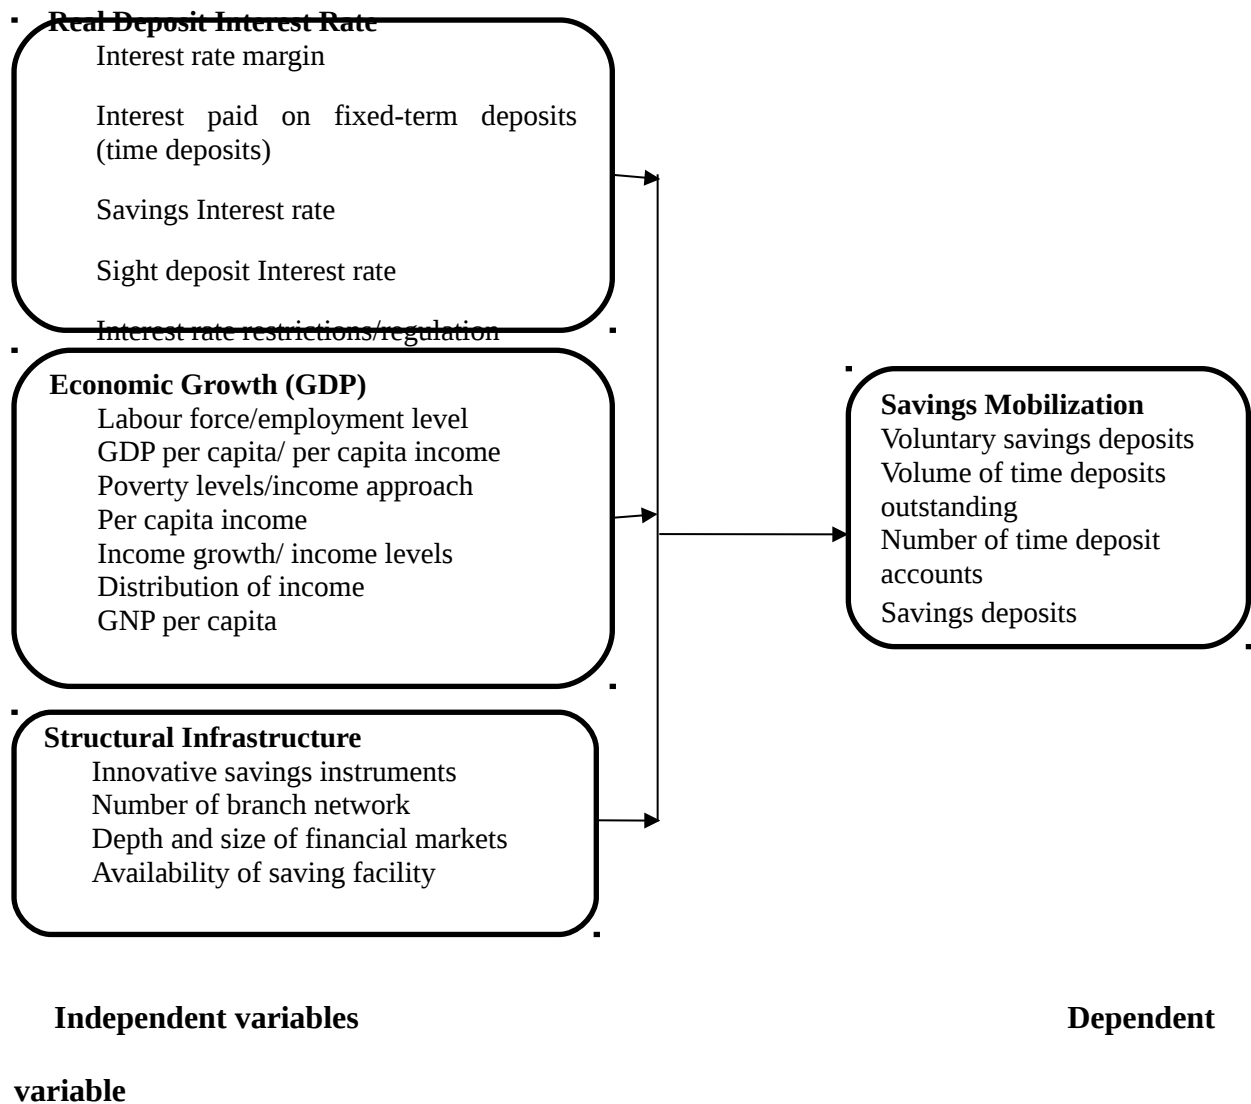 Real Deposit Interest Rate
Interest rate margin
Interest paid on fixed-term deposits
(time deposits)
Savings Interest rate
Sight deposit Interest rate
Interest rate restrictions/regulation
Economic Growth (GDP)
Labour force/employment level
GDP per capita/ per capita income
Poverty levels/income approach
Per capita income
Income growth/ income levels
Distribution of income
GNP per capita
Structural Infrastructure
Innovative savings instruments
Number of branch network
Depth and size of financial markets
Availability of saving facility
Savings Mobilization
Voluntary savings deposits
Volume of time deposits
outstanding
Number of time deposit
accounts
Savings deposits
Independent variables Dependent
variable